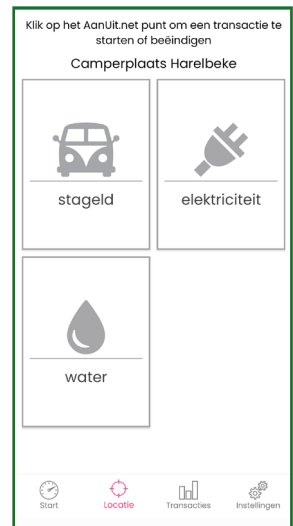 Klik op het AanUit.net punt om een transactie te
starten of beëindigen
Camperplaats Harelbeke
stageld
elektriciteit
water
Start
Locatie
Transacties
Instellingen